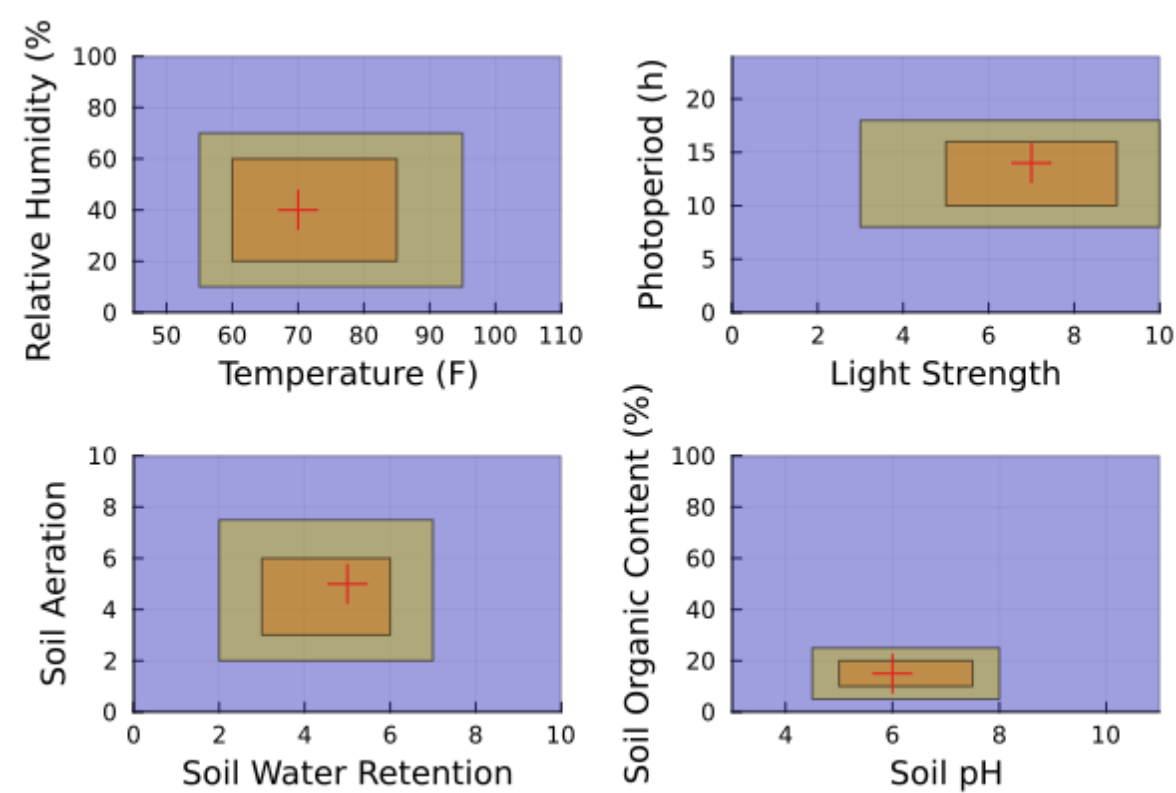 Relative Humidity (%
100
80
60
40
20
0
50 60 70 80 90 100 110
Temperature (F)
Photoperiod (h)
20
15
10
5
0
0 2 4 6 8 10
Light Strength
Soil Aeration
10
8
6
4
2
0
0 2 4 6 8 10
Soil Water Retention
Soil Organic Content (%)
100
80
60
40
20
0
4 6 8 10
Soil pH